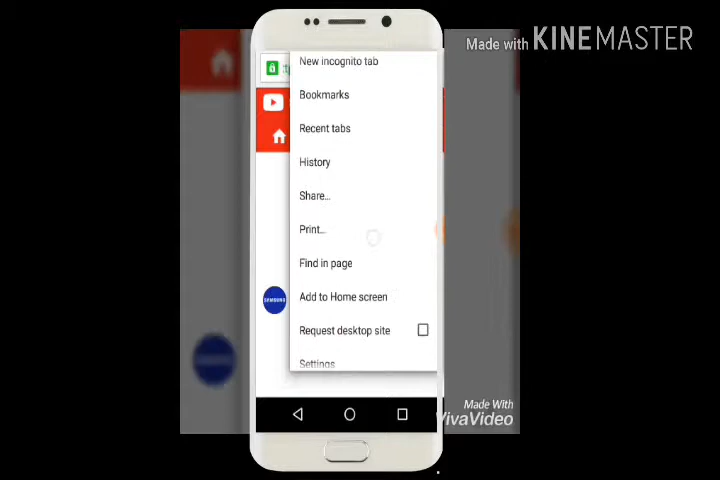 Made with KINEMASTER
New incognito tab
Bookmarks
Recent tabs
History
Share...
Print...
Find in page
Add to Home screen
SAMSUNG
Request desktop site
Settings
Made With
VivaVideo